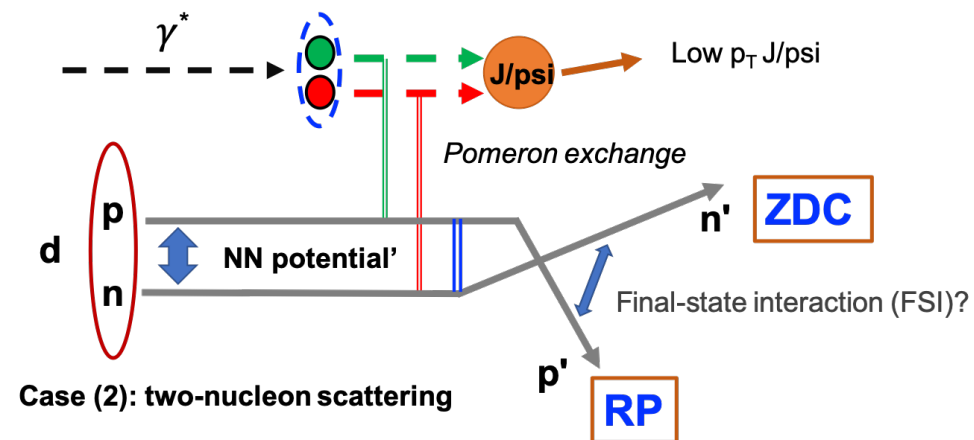 γ*
J/psi
Low pT J/psi
Pomeron exchange
p
d
n
NN potential’
n'
ZDC
Final-state interaction (FSI)?
p'
RP
Case (2): two-nucleon scattering